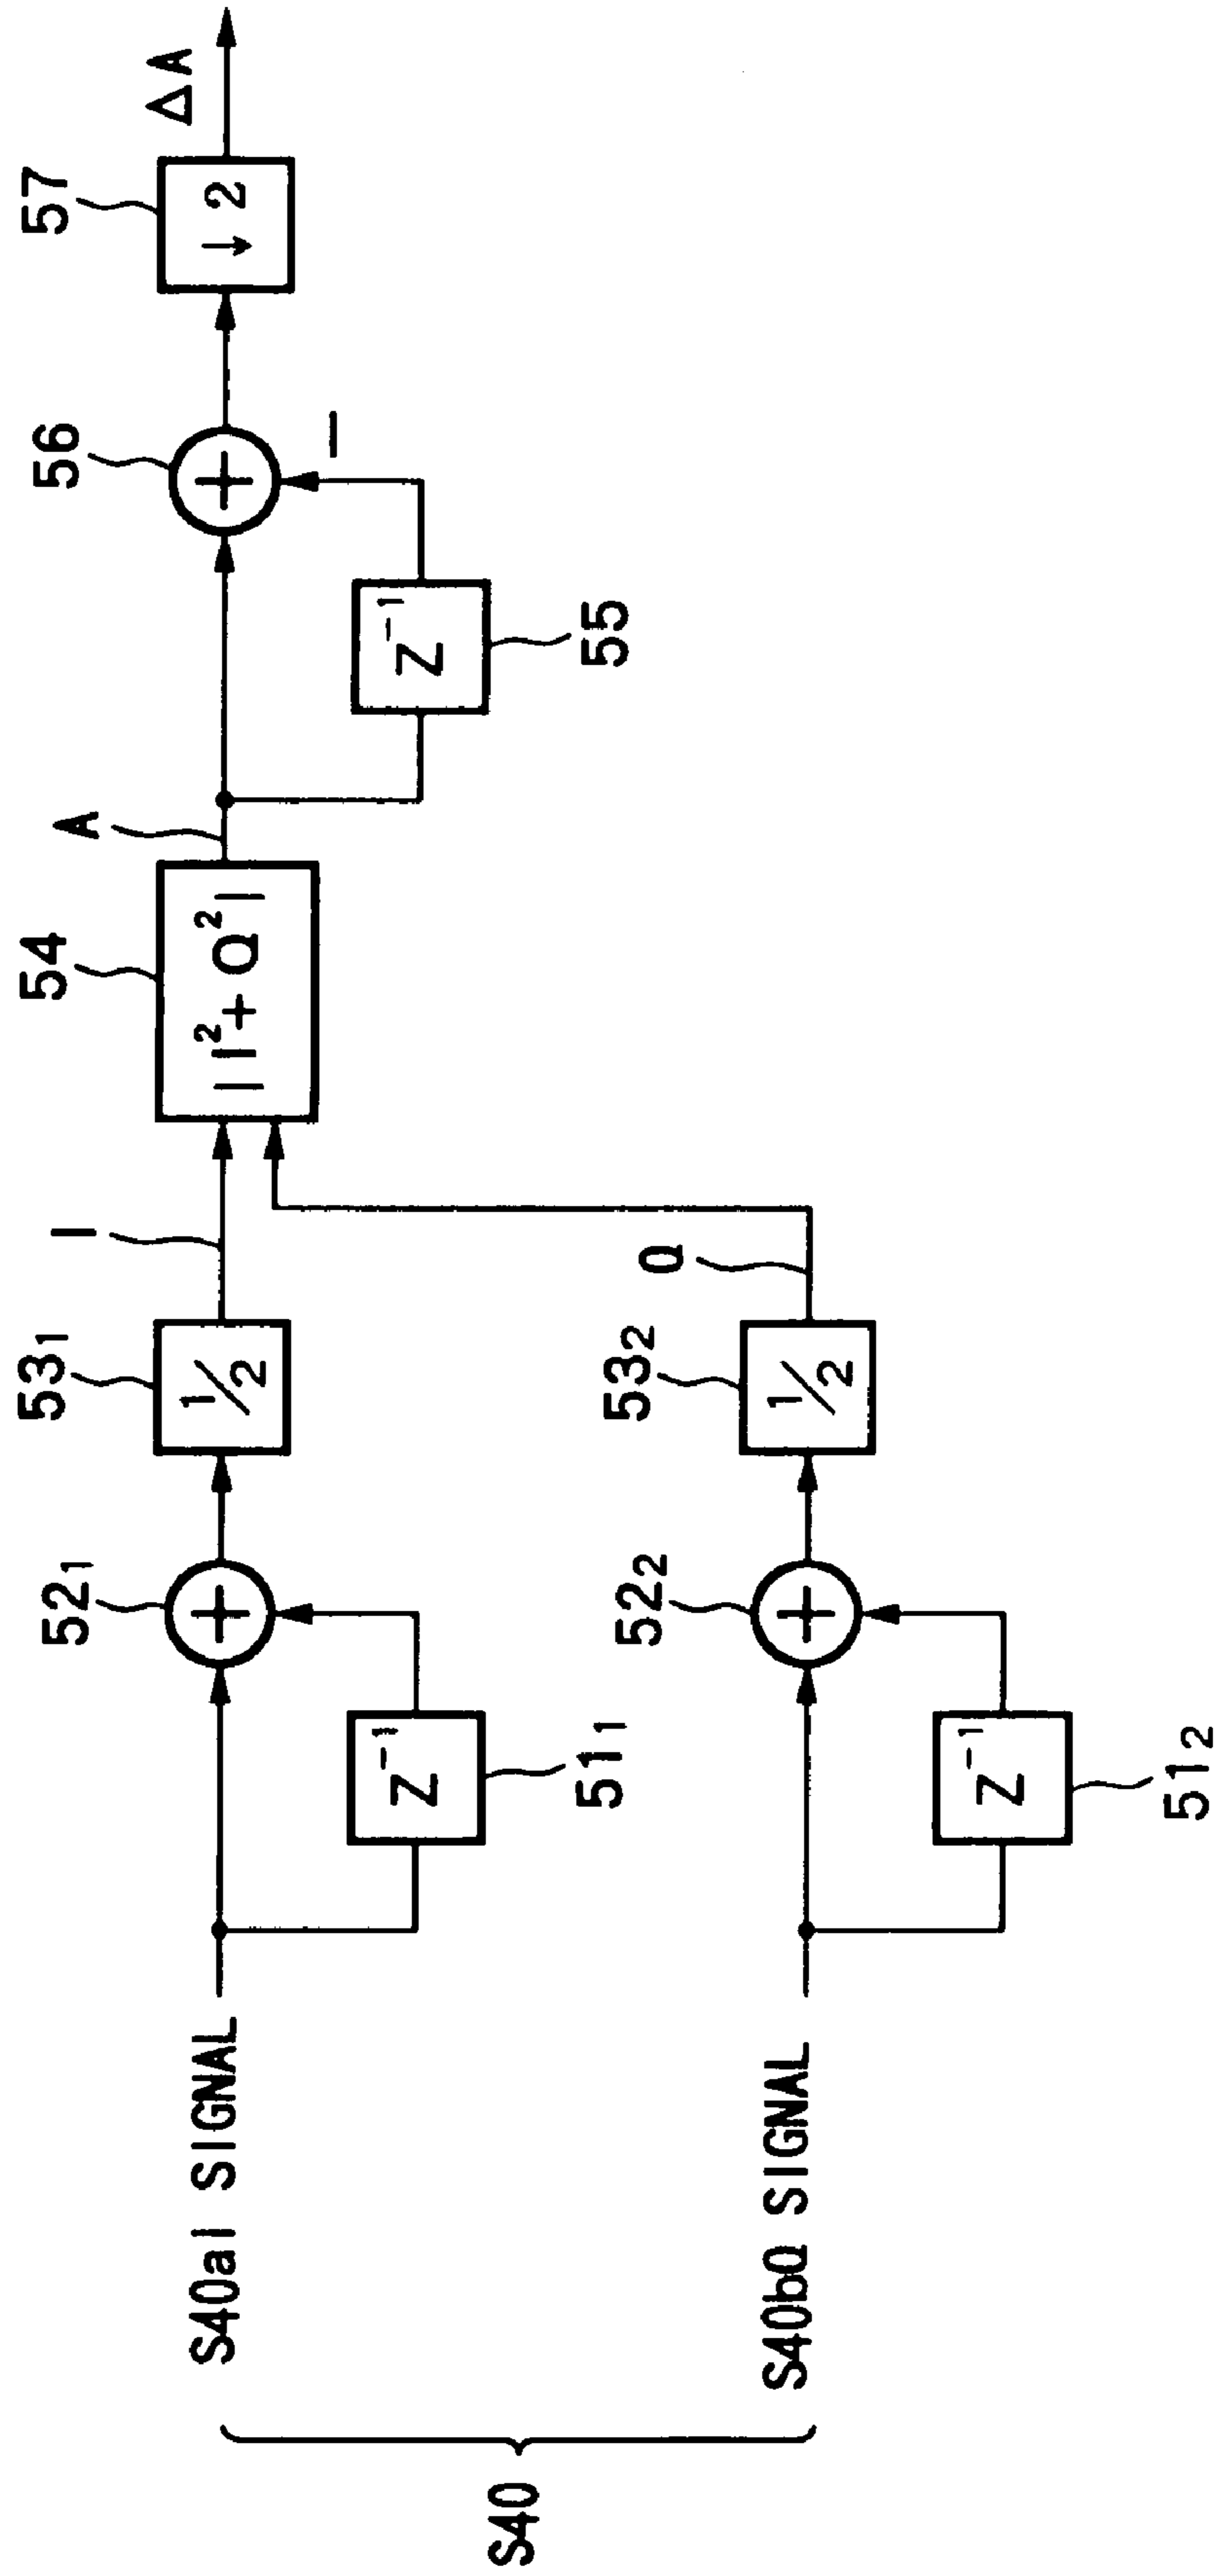 S40
S40aI SIGNAL
S40bQ SIGNAL
Z⁻¹
51₁
52₁
1/2
53₁
I
Z⁻¹
51₂
52₂
1/2
53₂
Q
|I² + Q²|
54
A
Z⁻¹
55
56
−
↓ 2
57
ΔA